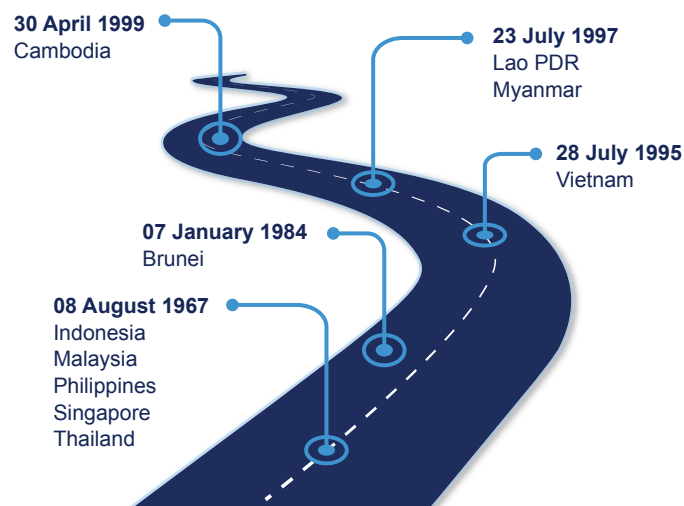 30 April 1999
Cambodia
23 July 1997
Lao PDR
Myanmar
28 July 1995
Vietnam
07 January 1984
Brunei
08 August 1967
Indonesia
Malaysia
Philippines
Singapore
Thailand